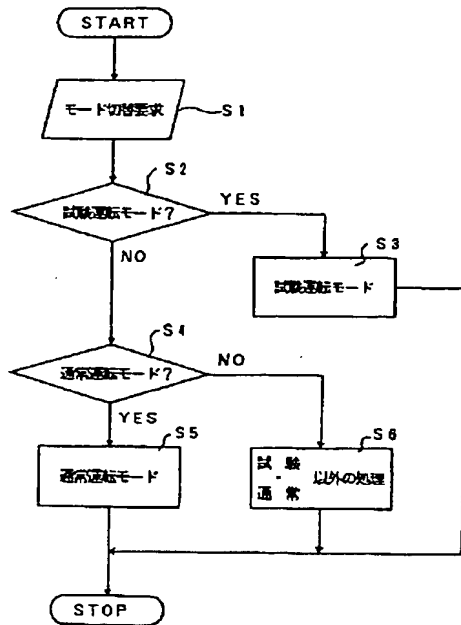 START
モード切替要求
S1
S2
試験運転モード?
YES
NO
S3
試験運転モード
S4
通常運転モード?
NO
YES
S5
通常運転モード
S6
試験
・
通常
以外の処理
STOP